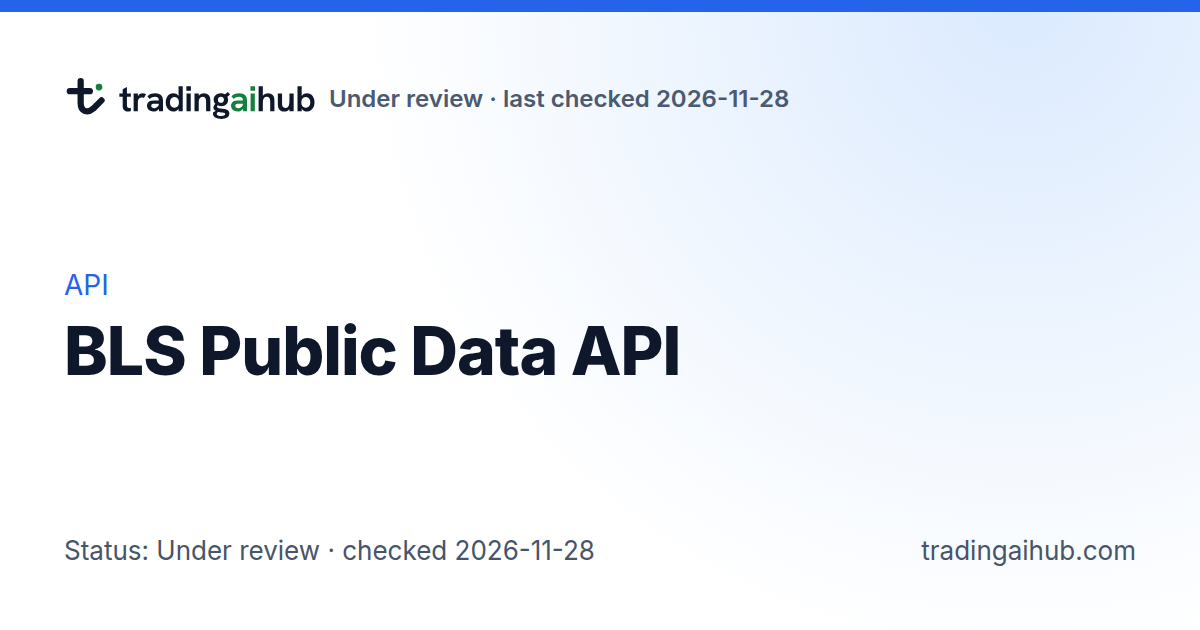 tradingaihub Under review · last checked 2026-11-28
API
BLS Public Data API
Status: Under review · checked 2026-11-28
tradingaihub.com